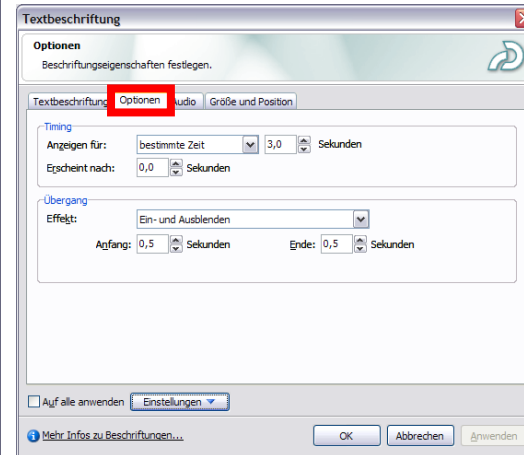 Textbeschriftung
Optionen
Beschriftungseigenschaften festlegen.
Textbeschriftung Optionen Audio Größe und Position
Timing
Anzeigen für: bestimmte Zeit 3,0 Sekunden
Erscheint nach: 0,0 Sekunden
Übergang
Effekt: Ein- und Ausblenden
Anfang: 0,5 Sekunden Ende: 0,5 Sekunden
Auf alle anwenden Einstellungen
Mehr Infos zu Beschriftungen... OK Abbrechen Anwenden